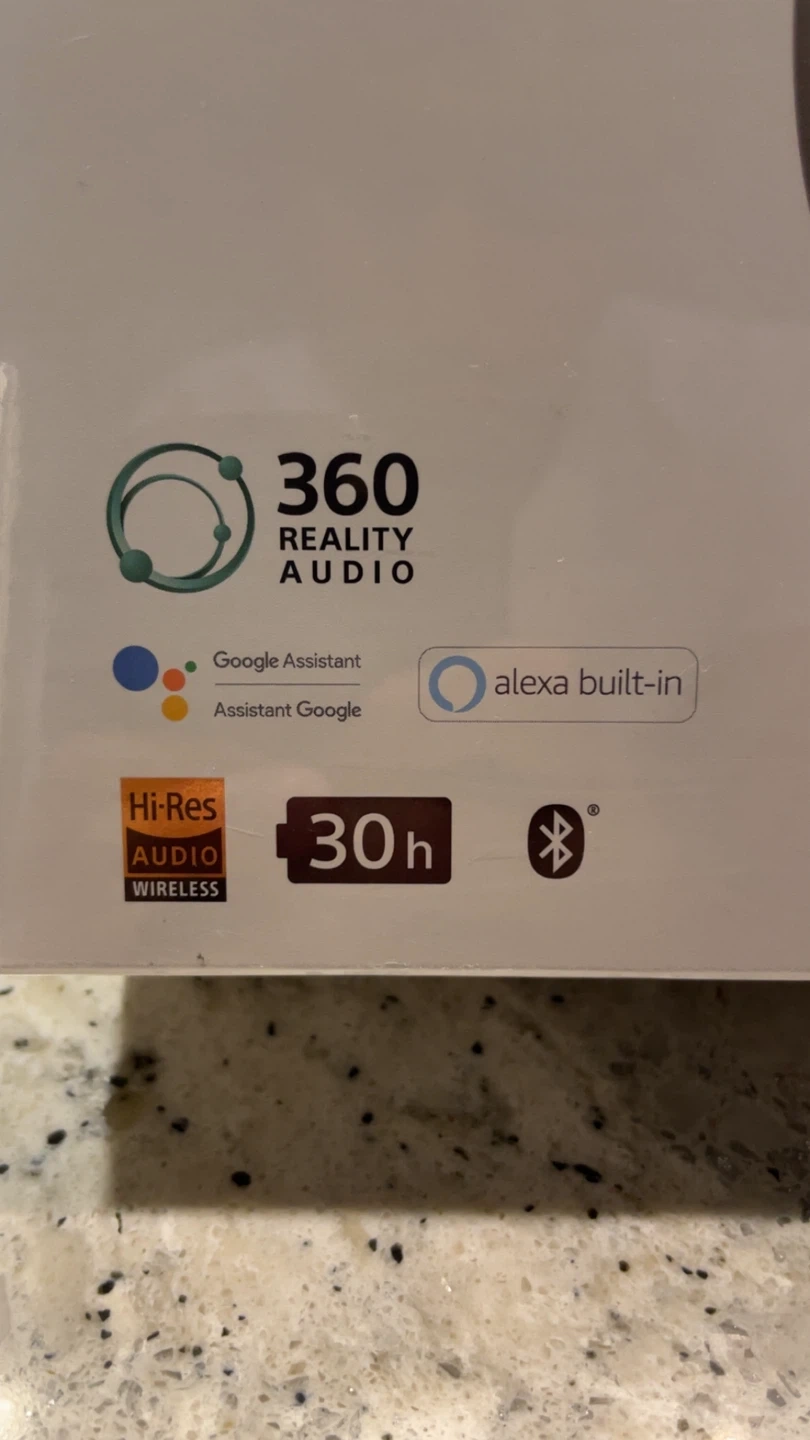 360
REALITY
AUDIO
Google Assistant
Assistant Google
alexa built-in
Hi-Res
AUDIO
WIRELESS
30h
®